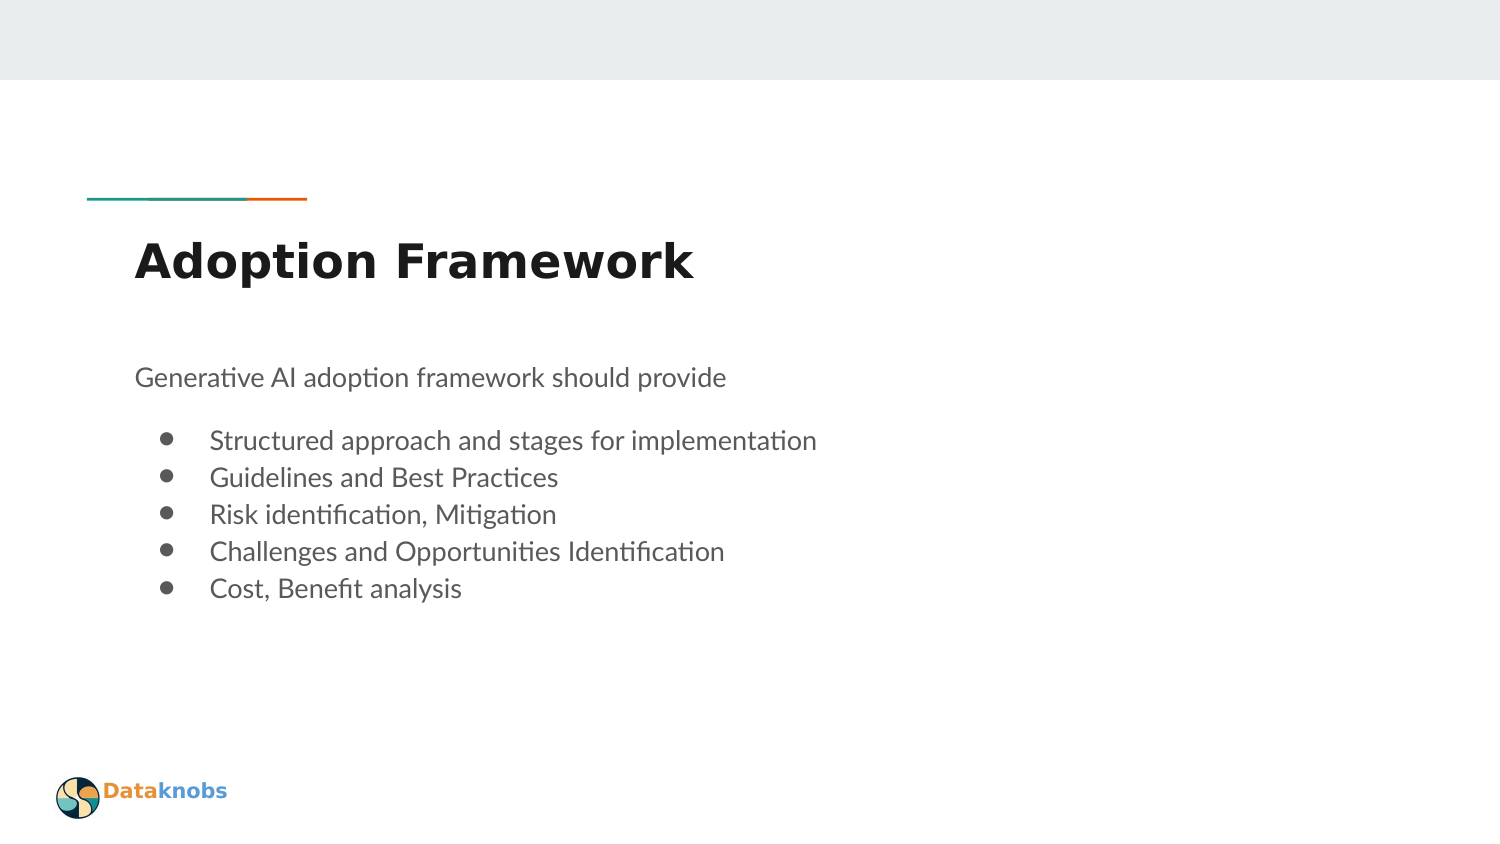 Adoption Framework
Generative AI adoption framework should provide
● Structured approach and stages for implementation
● Guidelines and Best Practices
● Risk identification, Mitigation
● Challenges and Opportunities Identification
● Cost, Benefit analysis
Dataknobs